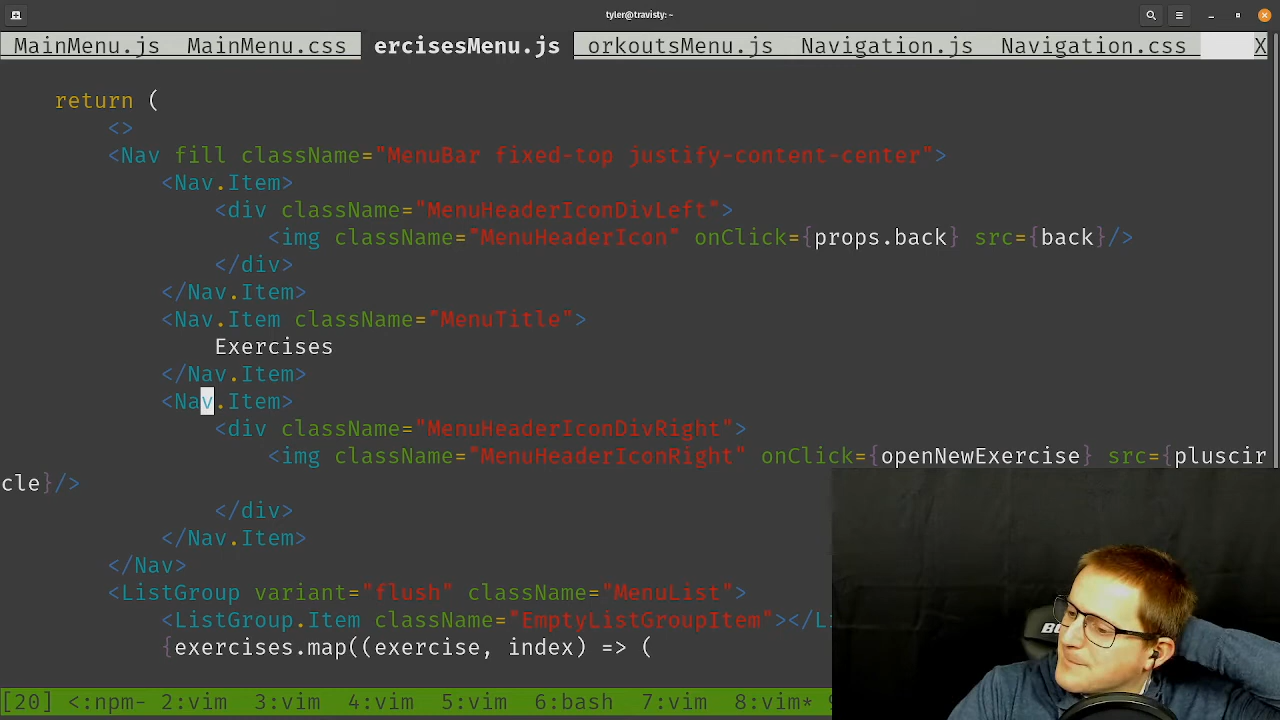 tyler@travisty:~
MainMenu.js MainMenu.css ercisesMenu.js orkoutsMenu.js Navigation.js Navigation.css X
return (
<>
<Nav fill className="MenuBar fixed-top justify-content-center">
<Nav.Item>
<div className="MenuHeaderIconDivLeft">
<img className="MenuHeaderIcon" onClick={props.back} src={back}/>
</div>
</Nav.Item>
<Nav.Item className="MenuTitle">
Exercises
</Nav.Item>
<Nav.Item>
<div className="MenuHeaderIconDivRight">
<img className="MenuHeaderIconRight" onClick={openNewExercise} src={pluscir
cle}/>
</div>
</Nav.Item>
</Nav>
<ListGroup variant="flush" className="MenuList">
<ListGroup.Item className="EmptyListGroupItem"></Li
{exercises.map((exercise, index) => (
[20] <:npm- 2:vim 3:vim 4:vim 5:vim 6:bash 7:vim 8:vim*